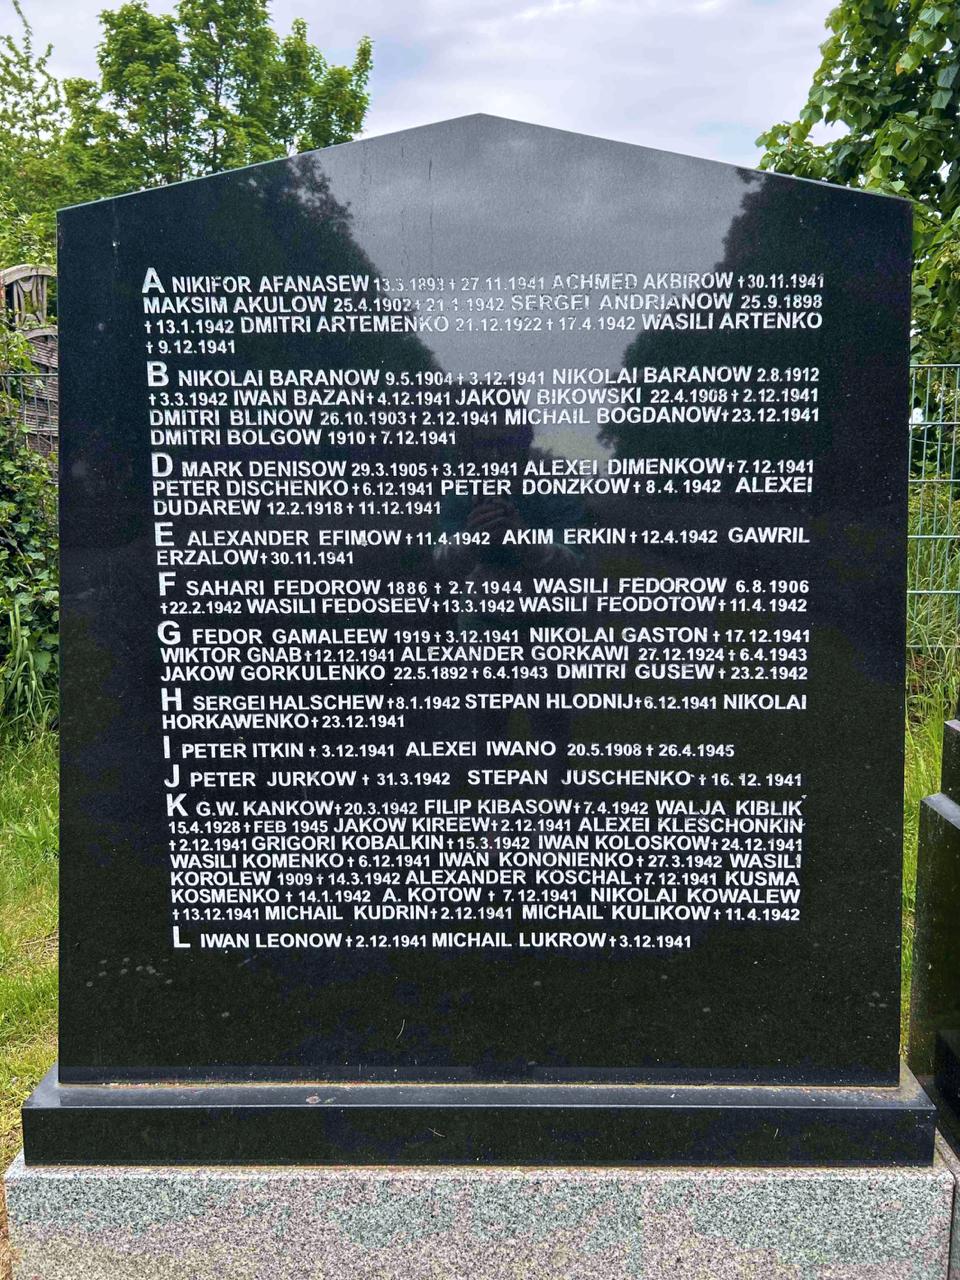 A NIKIFOR AFANASEW 13.3.1893 † 27.11.1941 ACHMED AKBIROW † 30.11.1941
MAKSIM AKULOW 25.4.1902 † 21.1.1942 SERGEI ANDRIANOW 25.9.1898
† 13.1.1942 DMITRI ARTEMENKO 21.12.1922 † 17.4.1942 WASILI ARTENKO
† 9.12.1941
B NIKOLAI BARANOW 9.5.1904 † 3.12.1941 NIKOLAI BARANOW 2.8.1912
† 3.3.1942 IWAN BAZAN † 4.12.1941 JAKOW BIKOWSKI 22.4.1908 † 2.12.1941
DMITRI BLINOW 26.10.1903 † 2.12.1941 MICHAIL BOGDANOW † 23.12.1941
DMITRI BOLGOW 1910 † 7.12.1941
D MARK DENISOW 29.3.1905 † 3.12.1941 ALEXEI DIMENKOW † 7.12.1941
PETER DISCHENKO † 6.12.1941 PETER DONZKOW † 8.4.1942 ALEXEI
DUDAREW 12.2.1918 † 11.12.1941
E ALEXANDER EFIMOW † 11.4.1942 AKIM ERKIN † 12.4.1942 GAWRIL
ERZALOW † 30.11.1941
F SAHARI FEDOROW 1886 † 2.7.1944 WASILI FEDOROW 6.8.1906
† 22.2.1942 WASILI FEDOSEEV † 13.3.1942 WASILI FEODOTOW † 11.4.1942
G FEDOR GAMALEEW 1919 † 3.12.1941 NIKOLAI GASTON † 17.12.1941
WIKTOR GNAB † 12.12.1941 ALEXANDER GORKAWI 27.12.1924 † 6.4.1943
JAKOW GORKULENKO 22.5.1892 † 6.4.1943 DMITRI GUSEW † 23.2.1942
H SERGEI HALSCHEW † 8.1.1942 STEPAN HLODNIJ † 6.12.1941 NIKOLAI
HORKAWENKO † 23.12.1941
I PETER ITKIN † 3.12.1941 ALEXEI IWANO 20.5.1908 † 26.4.1945
J PETER JURKOW † 31.3.1942 STEPAN JUSCHENKO † 16.12.1941
K G.W. KANKOW † 20.3.1942 FILIP KIBASOW † 7.4.1942 WALJA KIBLIK
15.4.1928 † FEB 1945 JAKOW KIREEW † 2.12.1941 ALEXEI KLESCHONKIN
† 2.12.1941 GRIGORI KOBALKIN † 15.3.1942 IWAN KOLOSKOW † 24.12.1941
WASILI KOMENKO † 6.12.1941 IWAN KONONIENKO † 27.3.1942 WASILI
KOROLEW 1909 † 14.3.1942 ALEXANDER KOSCHAL † 7.12.1941 KUSMA
KOSMENKO † 14.1.1942 A. KOTOW † 7.12.1941 NIKOLAI KOWALEW
† 13.12.1941 MICHAIL KUDRIN † 2.12.1941 MICHAIL KULIKOW † 11.4.1942
L IWAN LEONOW † 2.12.1941 MICHAIL LUKROW † 3.12.1941